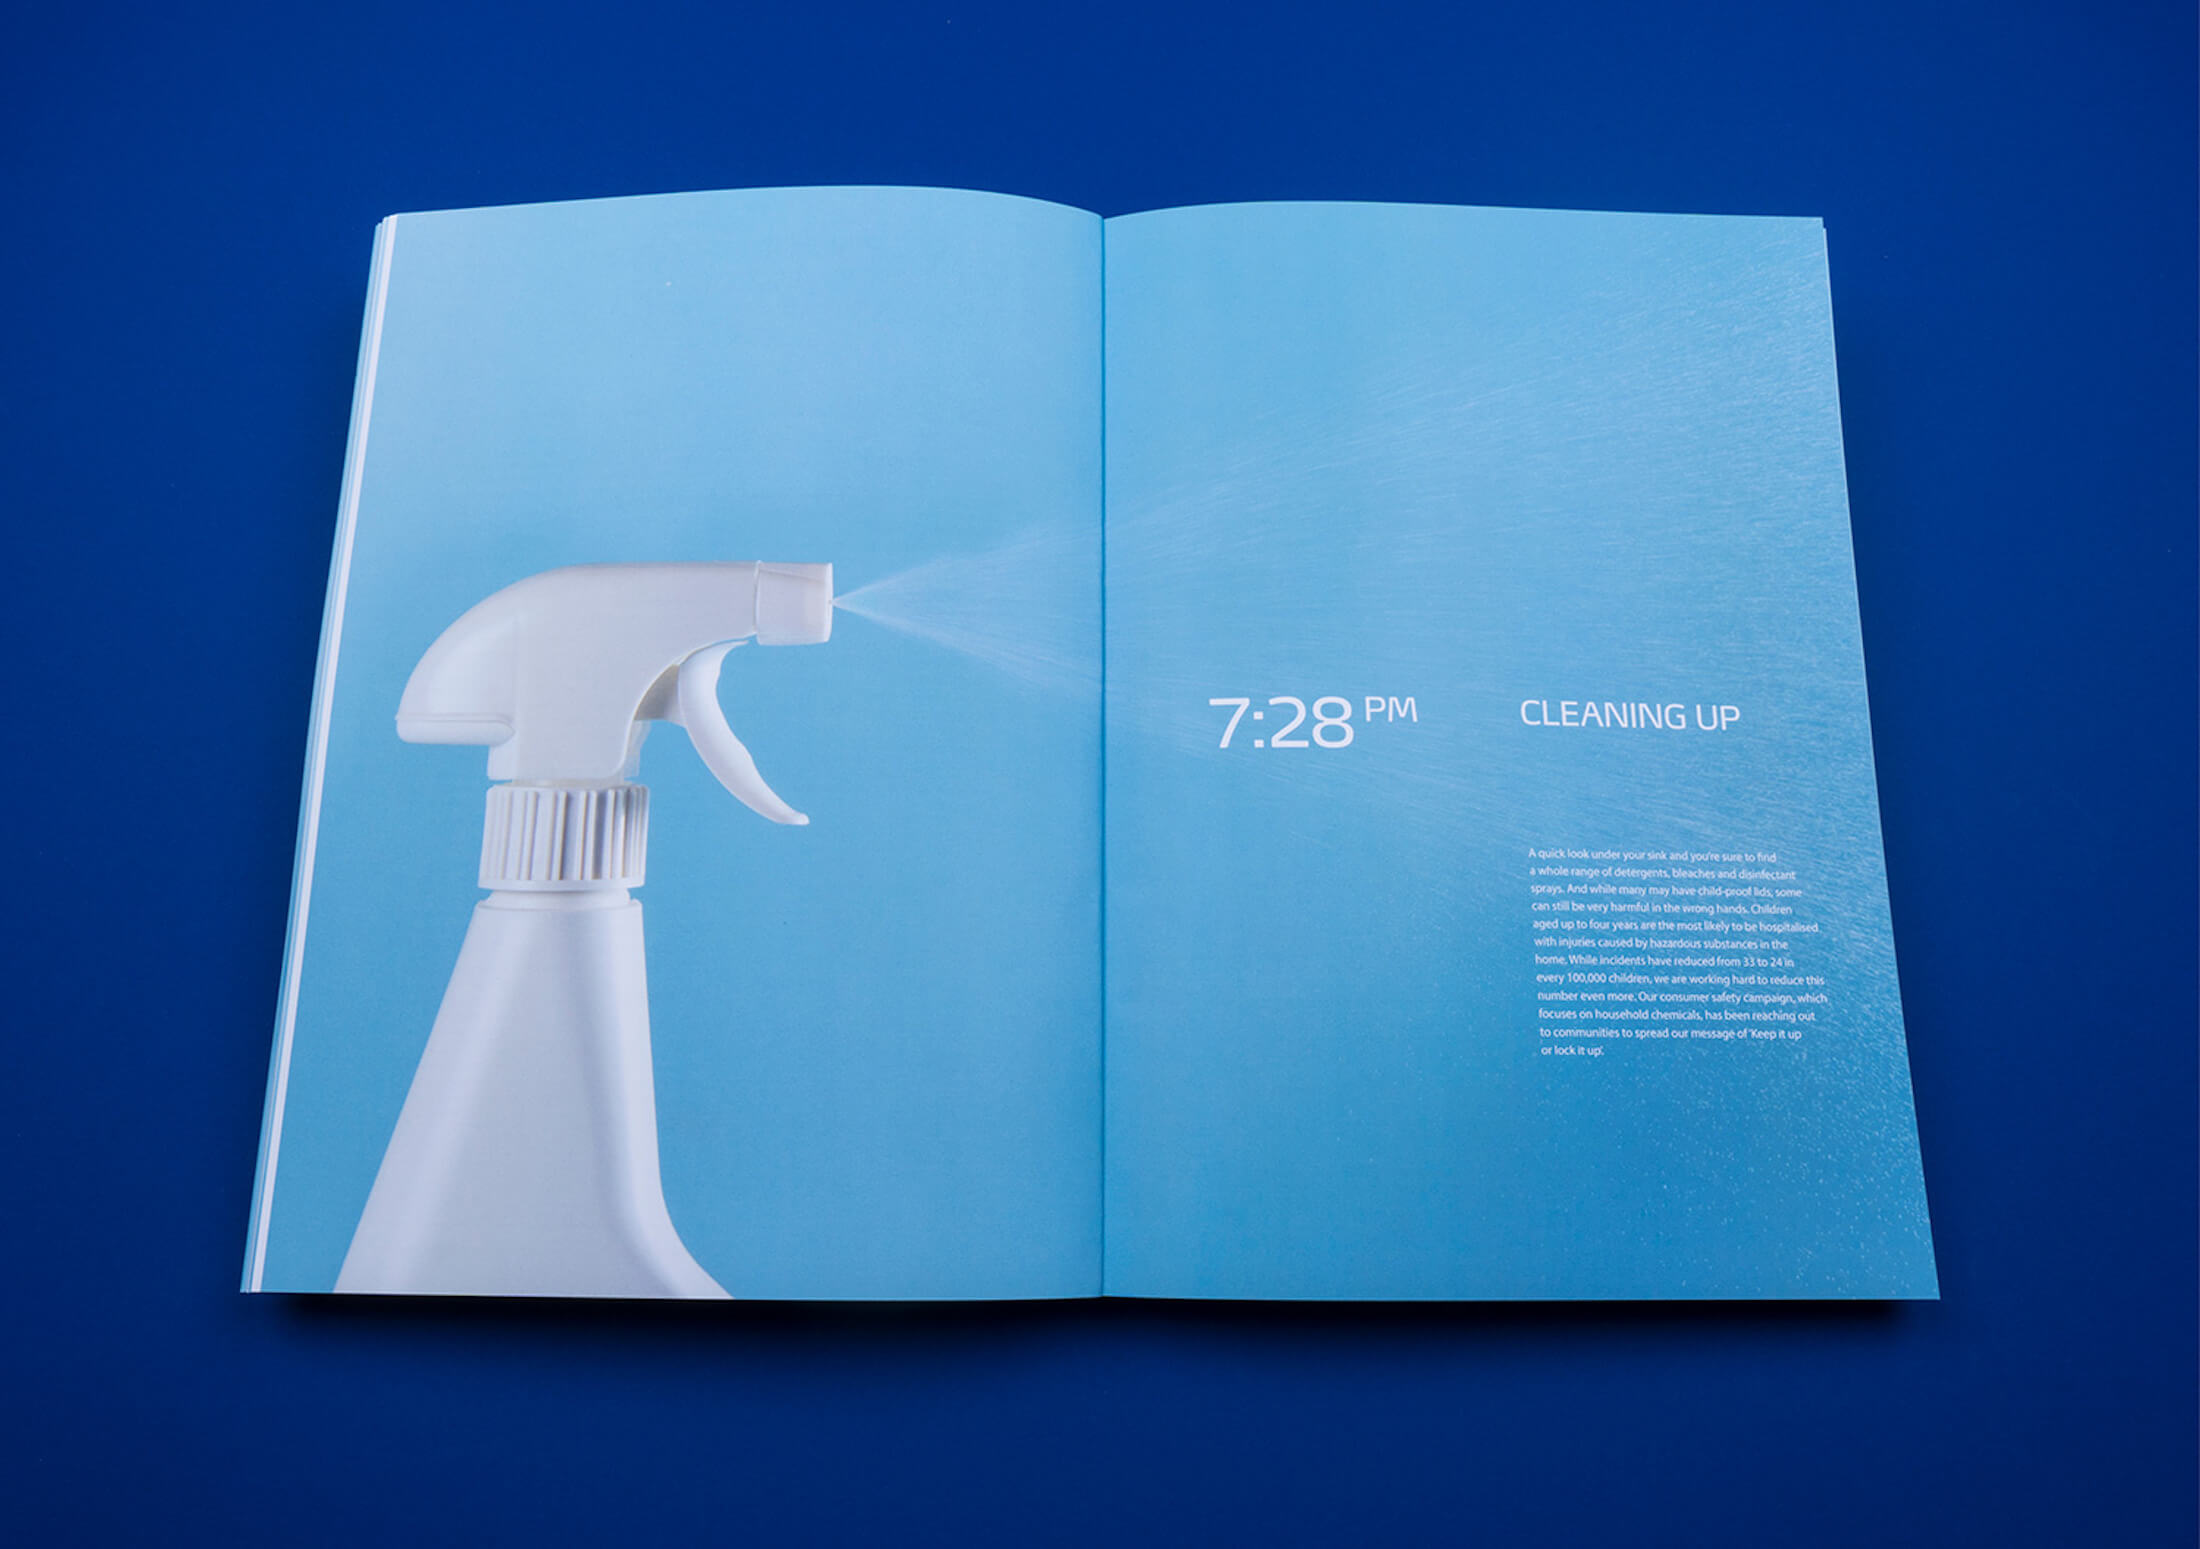 7:28 PM
CLEANING UP
A quick look under your sink and you're sure to find
a whole range of detergents, bleaches and disinfectant
sprays. And while many may have child-proof lids, some
can still be very harmful in the wrong hands. Children
aged up to four years are the most likely to be hospitalised
with injuries caused by hazardous substances in the
home. While incidents have reduced from 33 to 24 in
every 100,000 children, we are working hard to reduce this
number even more. Our consumer safety campaign, which
focuses on household chemicals, has been reaching out
to communities to spread our message of 'Keep it up
or lock it up'.